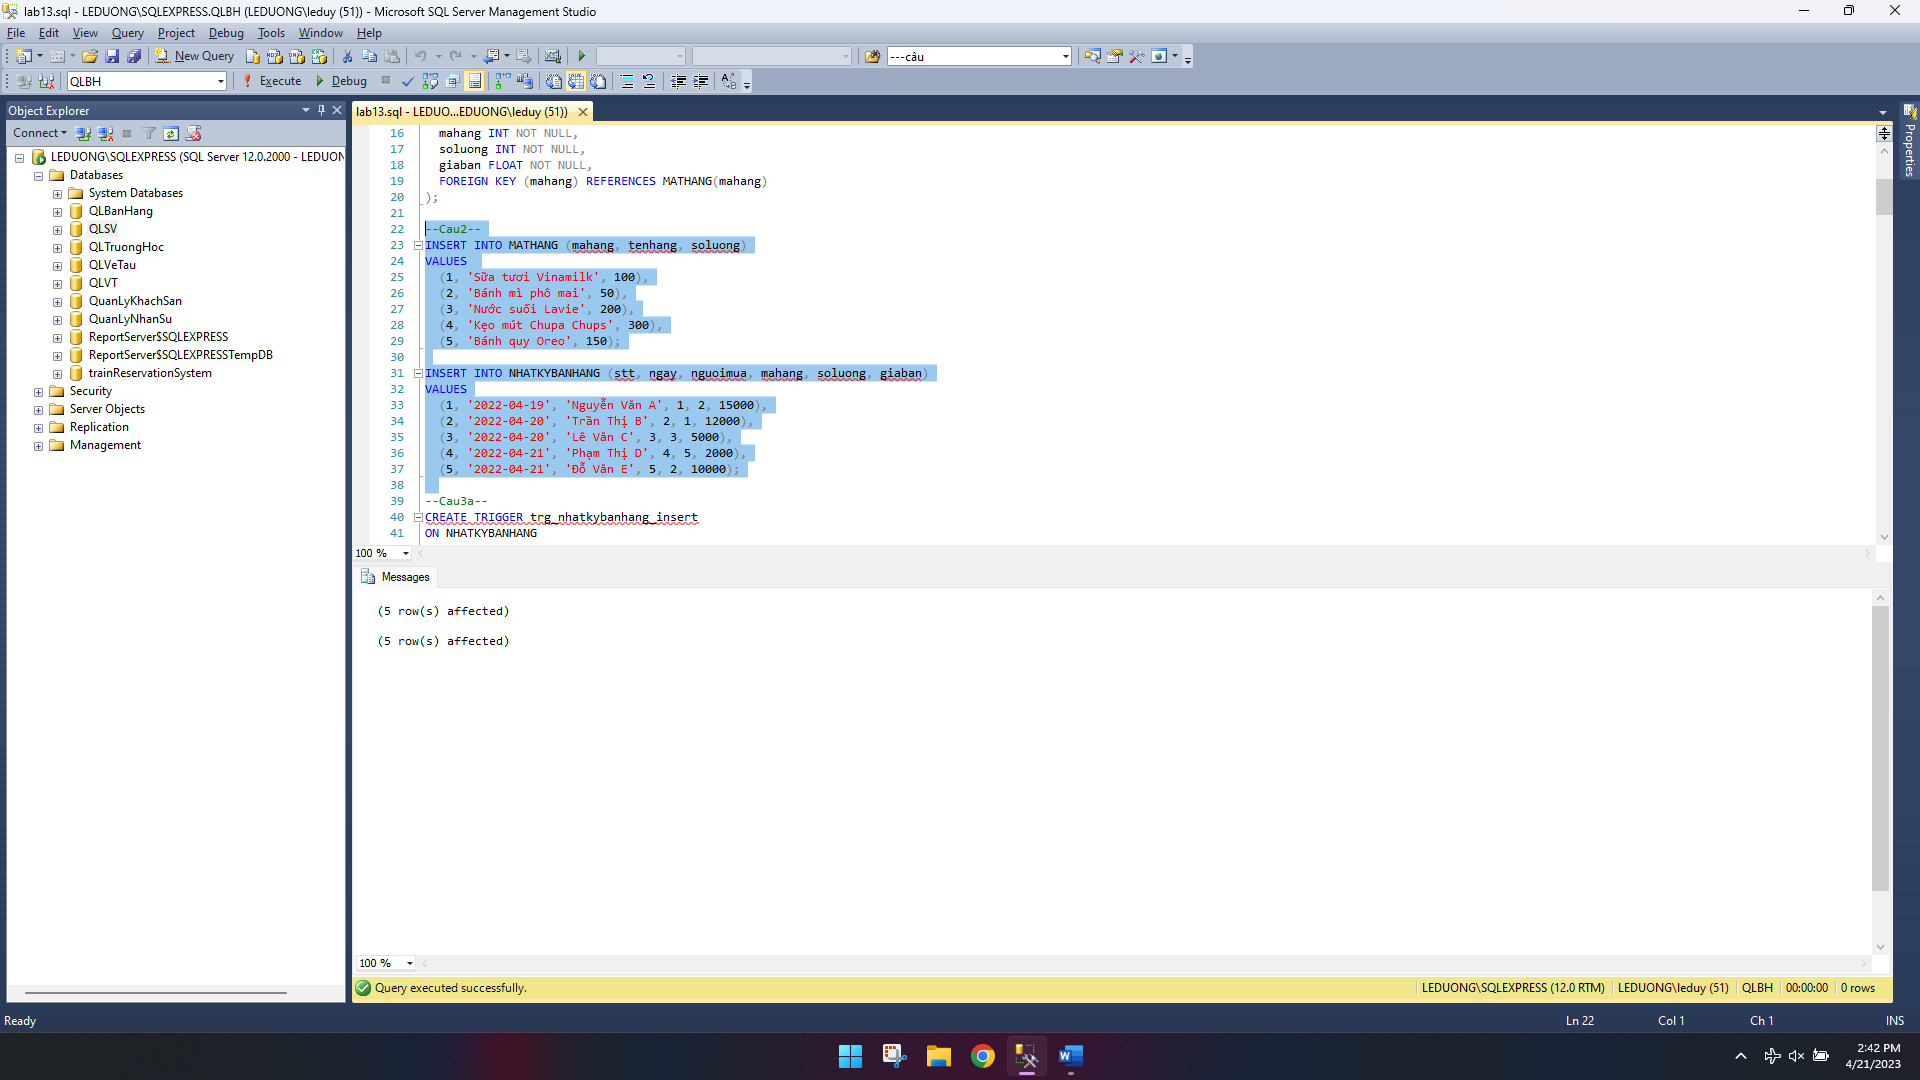 lab13.sql - LEDUONG\SQLEXPRESS.QLBH (LEDUONG\leduy (51)) - Microsoft SQL Server Management Studio
File Edit View Query Project Debug Tools Window Help
New Query ---câu
QLBH Execute Debug
Object Explorer
Connect
LEDUONG\SQLEXPRESS (SQL Server 12.0.2000 - LEDUON
Databases
System Databases
QLBanHang
QLSV
QLTruongHoc
QLVeTau
QLVT
QuanLyKhachSan
QuanLyNhanSu
ReportServer$SQLEXPRESS
ReportServer$SQLEXPRESSTempDB
trainReservationSystem
Security
Server Objects
Replication
Management
lab13.sql - LEDUO...EDUONG\leduy (51))
16 mahang INT NOT NULL,
17 soluong INT NOT NULL,
18 giaban FLOAT NOT NULL,
19 FOREIGN KEY (mahang) REFERENCES MATHANG(mahang)
20 );
21
22 --Cau2--
23 INSERT INTO MATHANG (mahang, tenhang, soluong)
24 VALUES
25 (1, 'Sữa tươi Vinamilk', 100),
26 (2, 'Bánh mì phô mai', 50),
27 (3, 'Nước suối Lavie', 200),
28 (4, 'Kẹo mút Chupa Chups', 300),
29 (5, 'Bánh quy Oreo', 150);
30
31 INSERT INTO NHATKYBANHANG (stt, ngay, nguoimua, mahang, soluong, giaban)
32 VALUES
33 (1, '2022-04-19', 'Nguyễn Văn A', 1, 2, 15000),
34 (2, '2022-04-20', 'Trần Thị B', 2, 1, 12000),
35 (3, '2022-04-20', 'Lê Văn C', 3, 3, 5000),
36 (4, '2022-04-21', 'Phạm Thị D', 4, 5, 2000),
37 (5, '2022-04-21', 'Đỗ Văn E', 5, 2, 10000);
38
39 --Cau3a--
40 CREATE TRIGGER trg_nhatkybanhang_insert
41 ON NHATKYBANHANG
100 %
Messages
(5 row(s) affected)
(5 row(s) affected)
100 %
Query executed successfully. LEDUONG\SQLEXPRESS (12.0 RTM) LEDUONG\leduy (51) QLBH 00:00:00 0 rows
Properties
Ready Ln 22 Col 1 Ch 1 INS
2:42 PM
4/21/2023